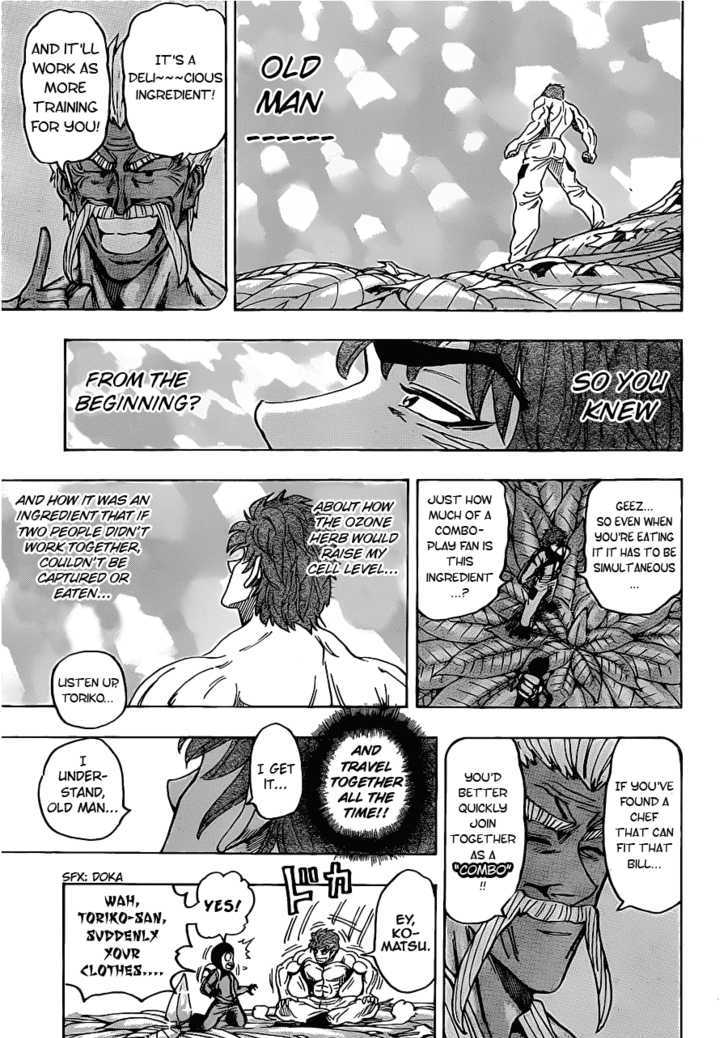 OLD
MAN
------
IT'S A
DELI~~~CIOUS
INGREDIENT!
AND IT'LL
WORK AS
MORE
TRAINING
FOR YOU!
SO YOU
KNEW
FROM THE
BEGINNING?
GEEZ...
SO EVEN WHEN
YOU'RE EATING
IT IT HAS TO BE
SIMULTANEOUS
...
JUST HOW
MUCH OF A
COMBO-
PLAY FAN IS
THIS
INGREDIENT
...?
ABOUT HOW
THE OZONE
HERB WOULD
RAISE MY
CELL LEVEL...
AND HOW IT WAS AN
INGREDIENT THAT IF
TWO PEOPLE DIDN'T
WORK TOGETHER,
COULDN'T BE
CAPTURED OR
EATEN...
LISTEN UP,
TORIKO...
IF YOU'VE
FOUND A
CHEF
THAT CAN
FIT THAT
BILL...
YOU'D
BETTER
QUICKLY
JOIN
TOGETHER
AS A
"COMBO"
!!
AND
TRAVEL
TOGETHER
ALL THE
TIME!!
I GET
IT...
I
UNDER-
STAND,
OLD MAN...
SFX: DOKA
ドカ
EY,
KO-
MATSU.
YES!
WAH,
TORIKO-SAN,
SUDDENLY
YOUR
CLOTHES....